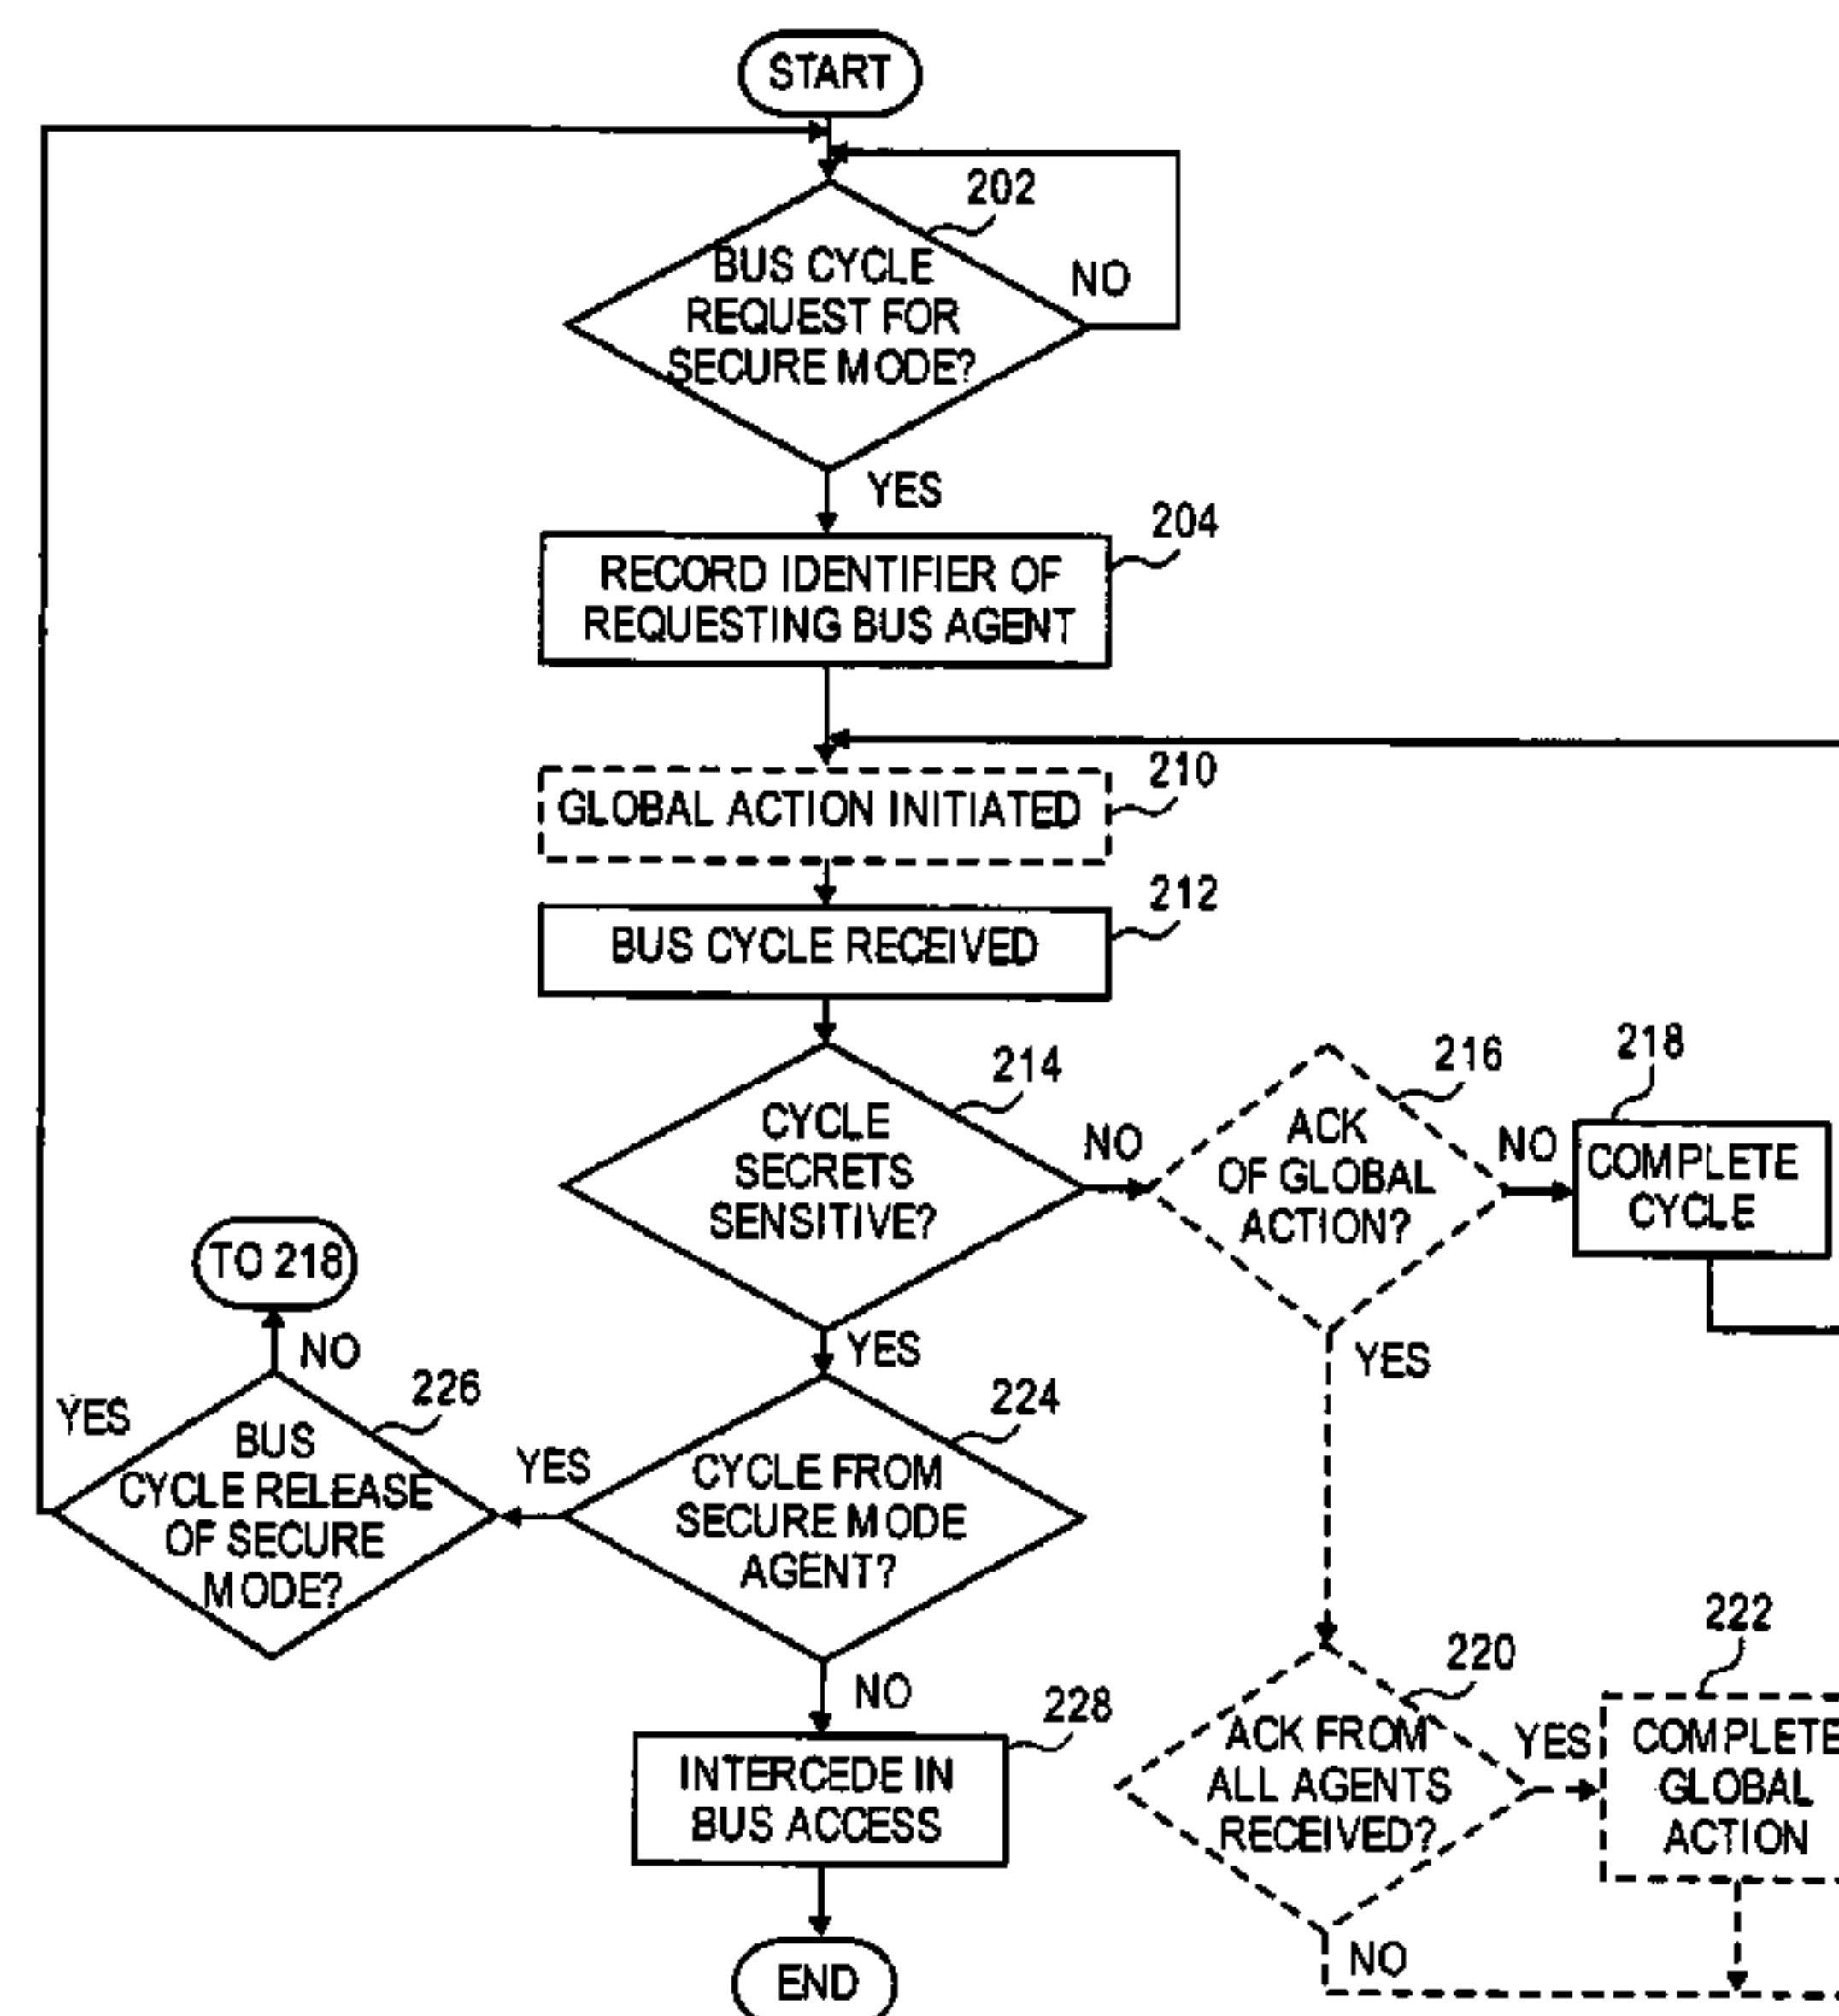 START
202
BUS CYCLE
REQUEST FOR
SECURE MODE?
NO
YES
204
RECORD IDENTIFIER OF
REQUESTING BUS AGENT
210
GLOBAL ACTION INITIATED
212
BUS CYCLE RECEIVED
214
CYCLE
SECRETS
SENSITIVE?
NO
216
ACK
OF GLOBAL
ACTION?
NO
218
COMPLETE
CYCLE
YES
YES
TO 218
NO
226
YES
BUS
CYCLE RELEASE
OF SECURE
MODE?
YES
224
CYCLE FROM
SECURE MODE
AGENT?
NO
228
INTERCEDE IN
BUS ACCESS
END
220
ACK FROM
ALL AGENTS
RECEIVED?
YES
222
COMPLETE
GLOBAL
ACTION
NO